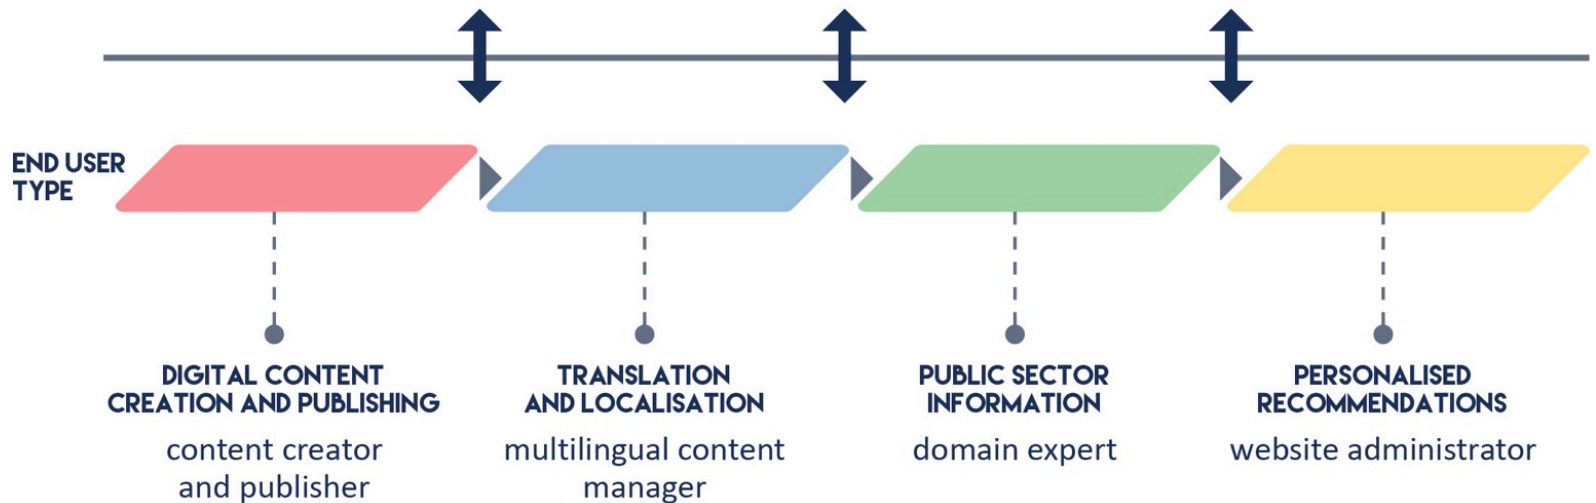 END USER
TYPE
DIGITAL CONTENT
CREATION AND PUBLISHING
content creator
and publisher
TRANSLATION
AND LOCALISATION
multilingual content
manager
PUBLIC SECTOR
INFORMATION
domain expert
PERSONALISED
RECOMMENDATIONS
website administrator